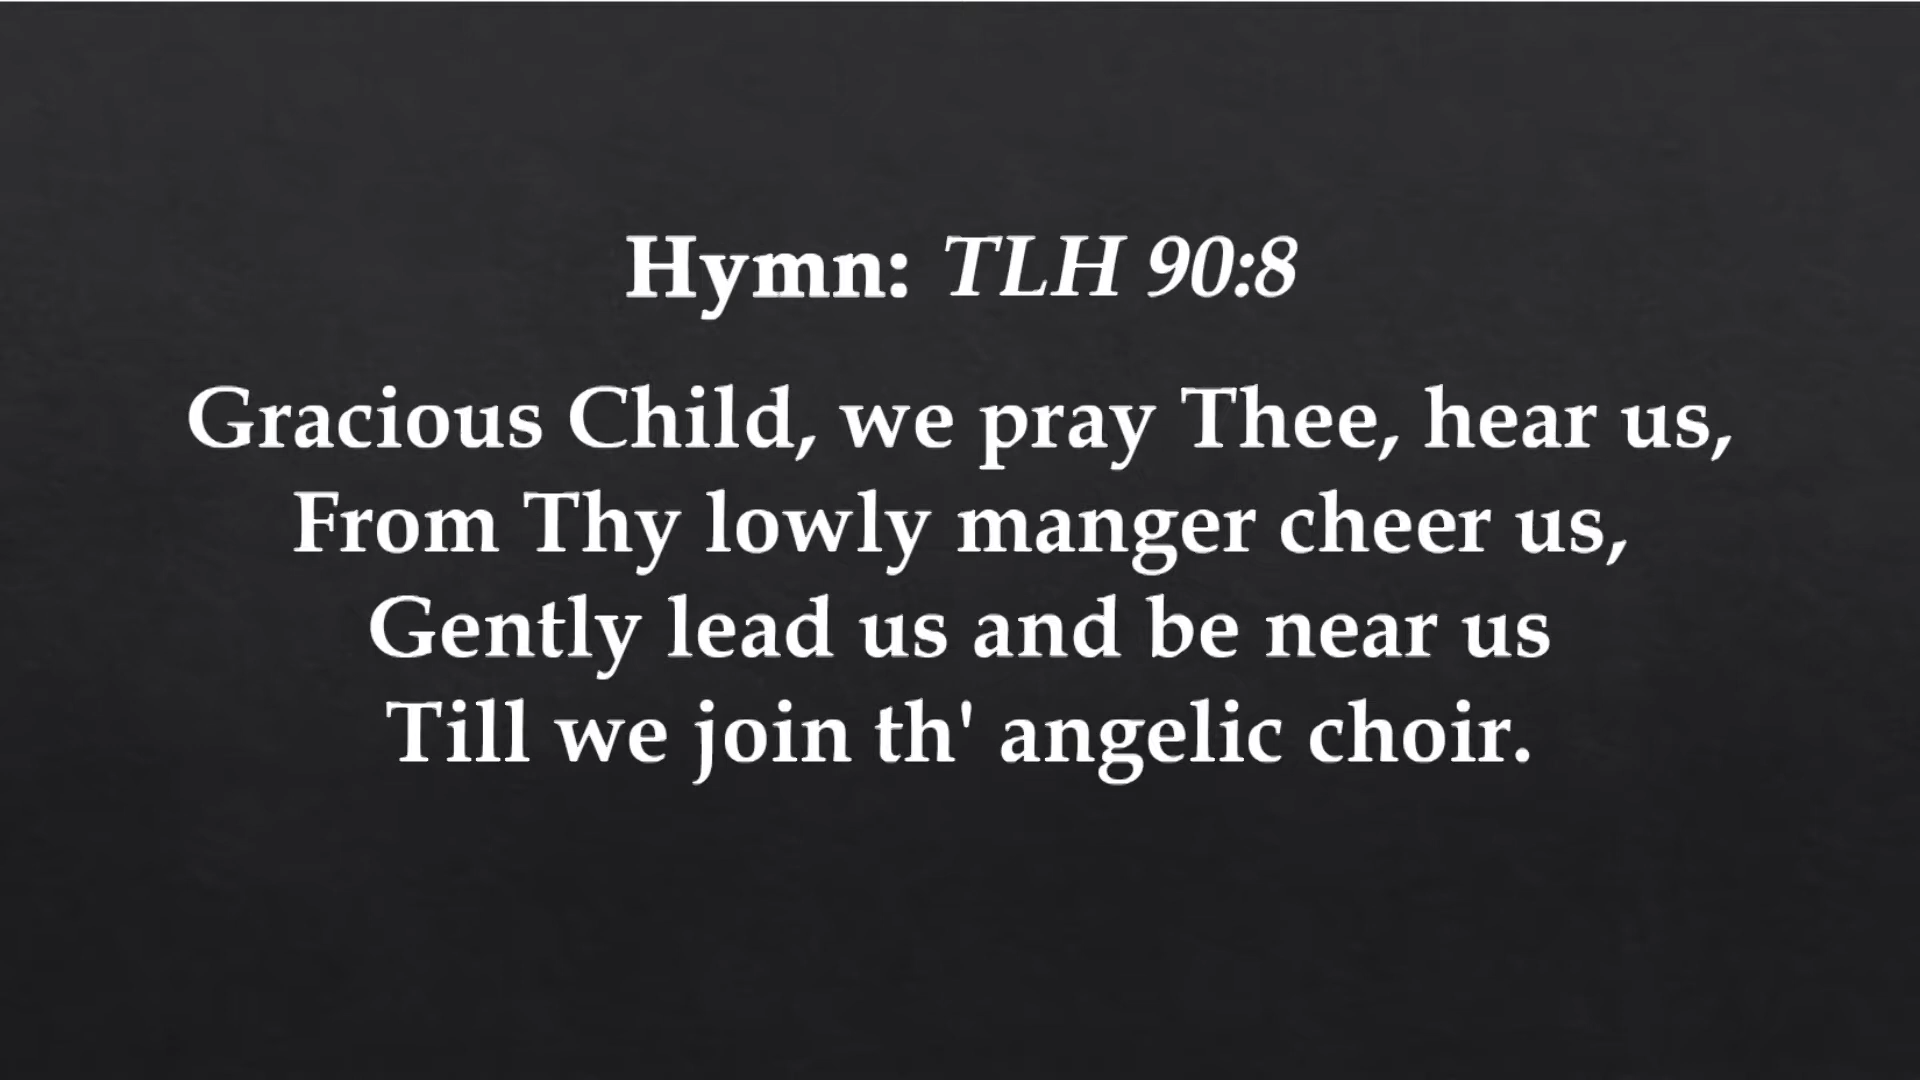 Hymn: TLH 90:8
Gracious Child, we pray Thee, hear us,
From Thy lowly manger cheer us,
Gently lead us and be near us
Till we join th' angelic choir.